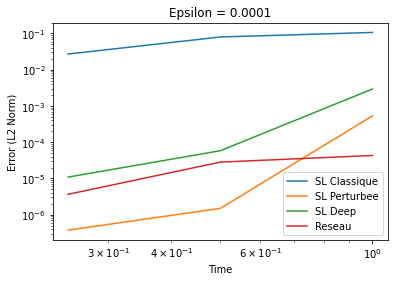 Epsilon = 0.0001
Error (L2 Norm)
10⁻¹
10⁻²
10⁻³
10⁻⁴
10⁻⁵
10⁻⁶
SL Classique
SL Perturbee
SL Deep
Reseau
3 × 10⁻¹ 4 × 10⁻¹ 6 × 10⁻¹ 10⁰
Time